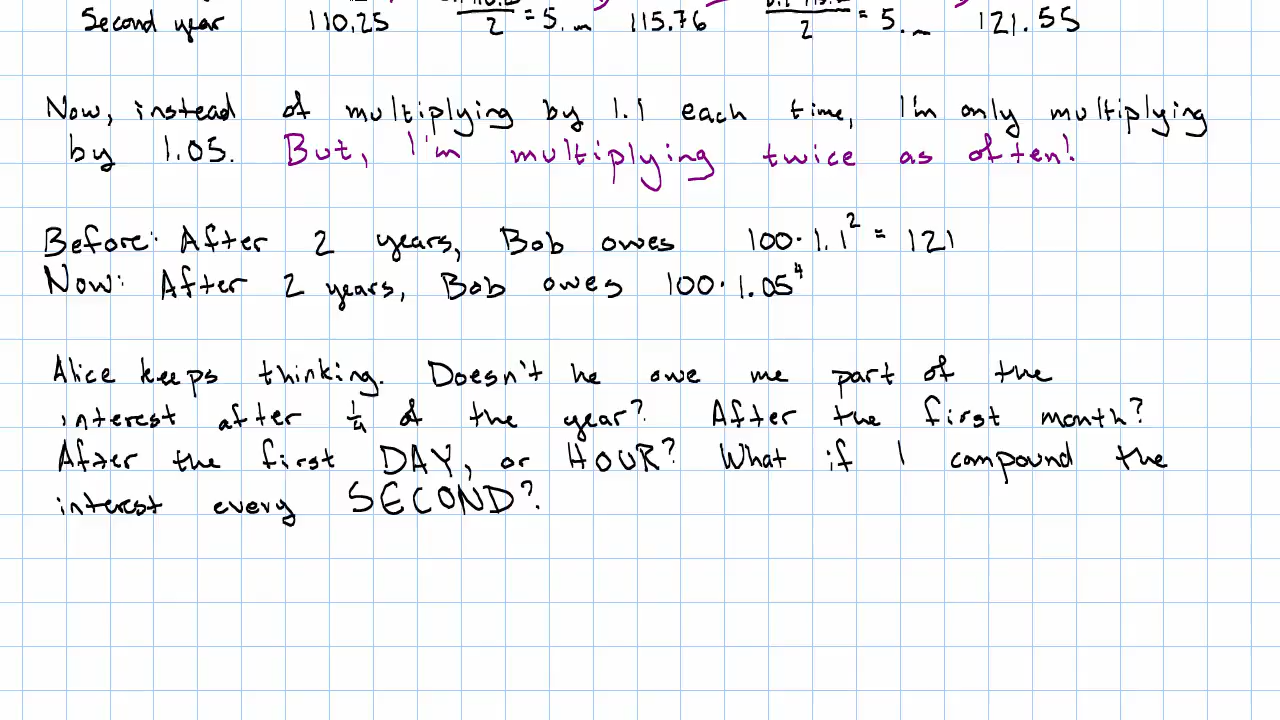 Second year 110.25 2 = 5. 115.76 2 = 5. 121.55
Now, instead of multiplying by 1.1 each time, I'm only multiplying
by 1.05. But, I'm multiplying twice as often!
Before: After 2 years, Bob owes 100·1.1² = 121
Now: After 2 years, Bob owes 100·1.05⁴
Alice keeps thinking. Doesn't he owe me part of the
interest after 1/4 of the year? After the first month?
After the first DAY, or HOUR? What if I compound the
interest every SECOND?